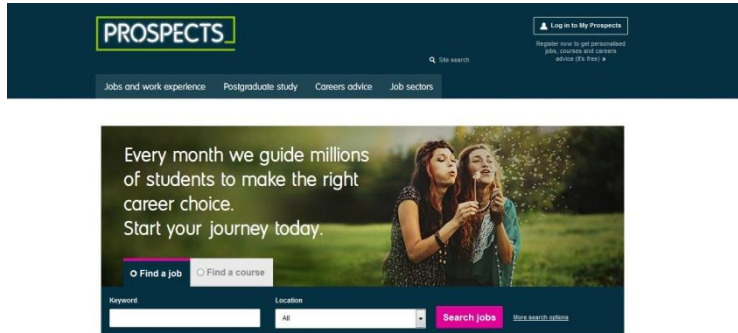 PROSPECTS
Log in to My Prospects
Register now to get personalised
jobs, courses and careers
advice (it's free) »
Site search
Jobs and work experience Postgraduate study Careers advice Job sectors
Every month we guide millions
of students to make the right
career choice.
Start your journey today.
Find a job Find a course
Keyword Location
All Search jobs More search options